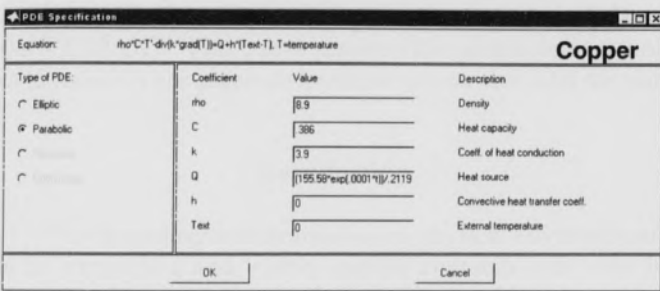 PDE Specification
Equation: rho*C*T'-div(k*grad(T))=Q+h*(Text-T), T=temperature
Copper
Type of PDE: Coefficient Value Description
Elliptic rho 8.9 Density
Parabolic C .386 Heat capacity
k 3.9 Coeff. of heat conduction
Q (155.58*exp(.0001*t))/.2119 Heat source
h 0 Convective heat transfer coeff.
Text 0 External temperature
OK Cancel